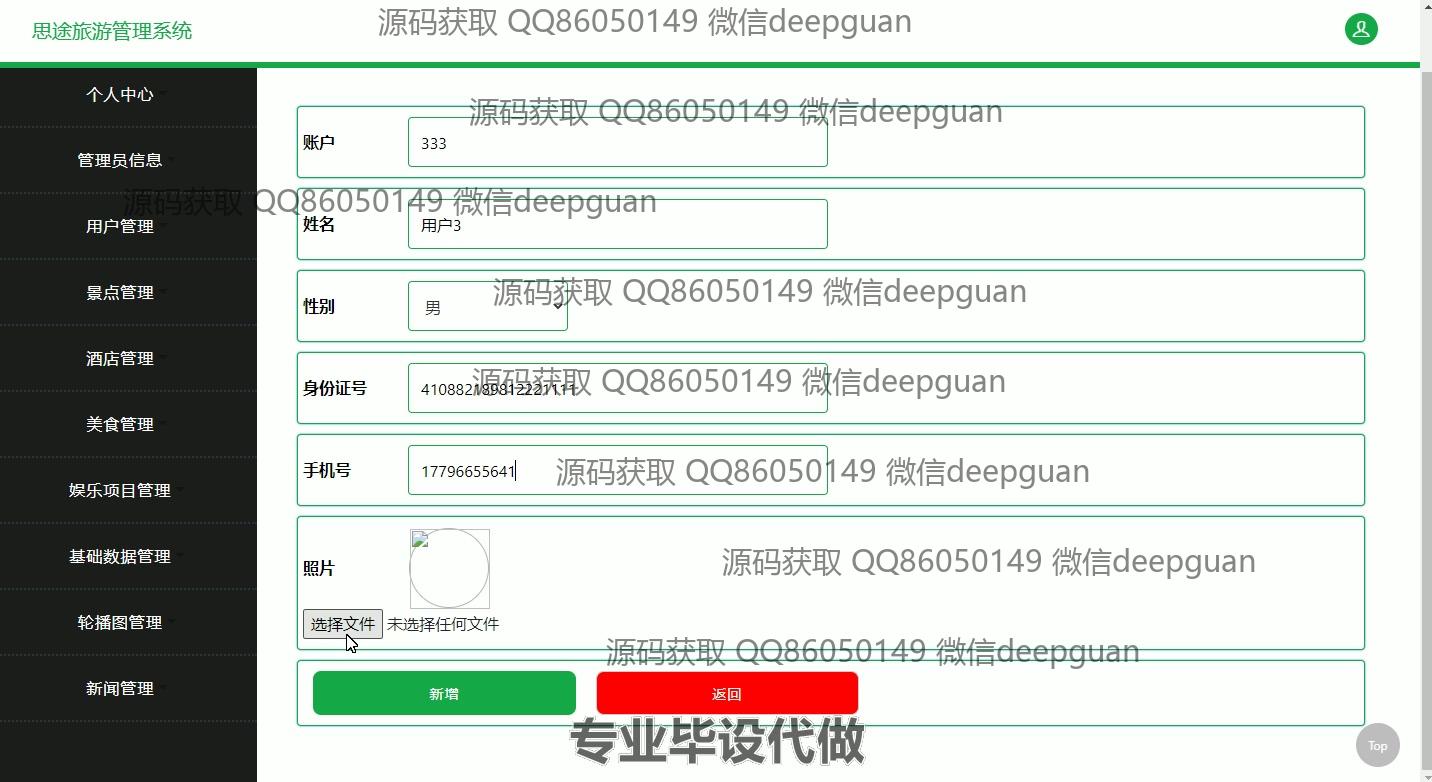 思途旅游管理系统
源码获取 QQ86050149 微信deepguan
个人中心
源码获取 QQ86050149 微信deepguan
账户 333
管理员信息
源码获取 QQ86050149 微信deepguan
用户管理
姓名 用户3
景点管理
源码获取 QQ86050149 微信deepguan
性别 男
酒店管理
源码获取 QQ86050149 微信deepguan
身份证号 410882189812221111
美食管理
手机号 17796655641
源码获取 QQ86050149 微信deepguan
娱乐项目管理
基础数据管理
源码获取 QQ86050149 微信deepguan
照片
轮播图管理
选择文件 未选择任何文件
源码获取 QQ86050149 微信deepguan
新闻管理
新增
返回
专业毕设代做
Top